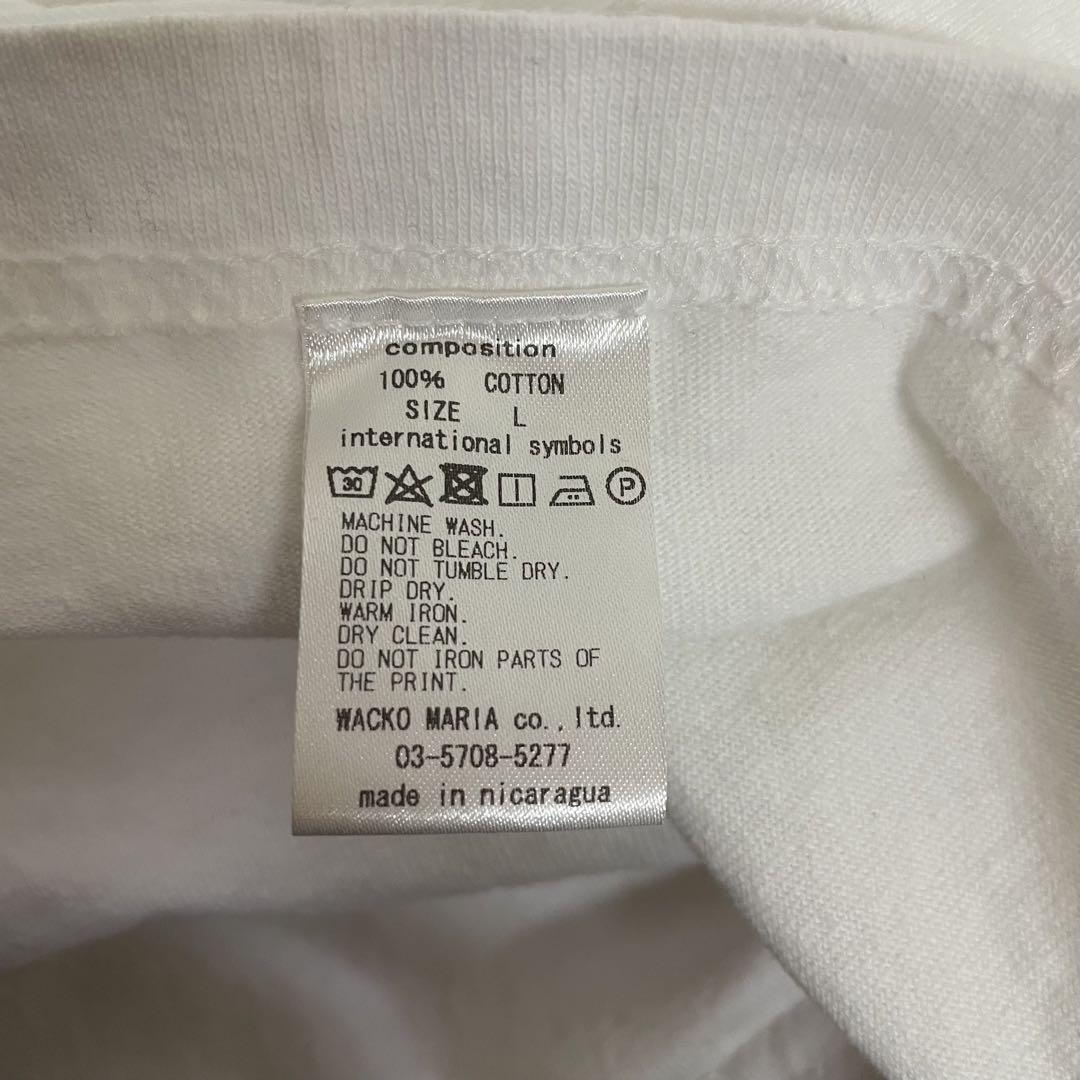 composition
100% COTTON
SIZE L
international symbols
30 P
MACHINE WASH.
DO NOT BLEACH.
DO NOT TUMBLE DRY.
DRIP DRY.
WARM IRON.
DRY CLEAN.
DO NOT IRON PARTS OF
THE PRINT.
WACKO MARIA co.,ltd.
03-5708-5277
made in nicaragua